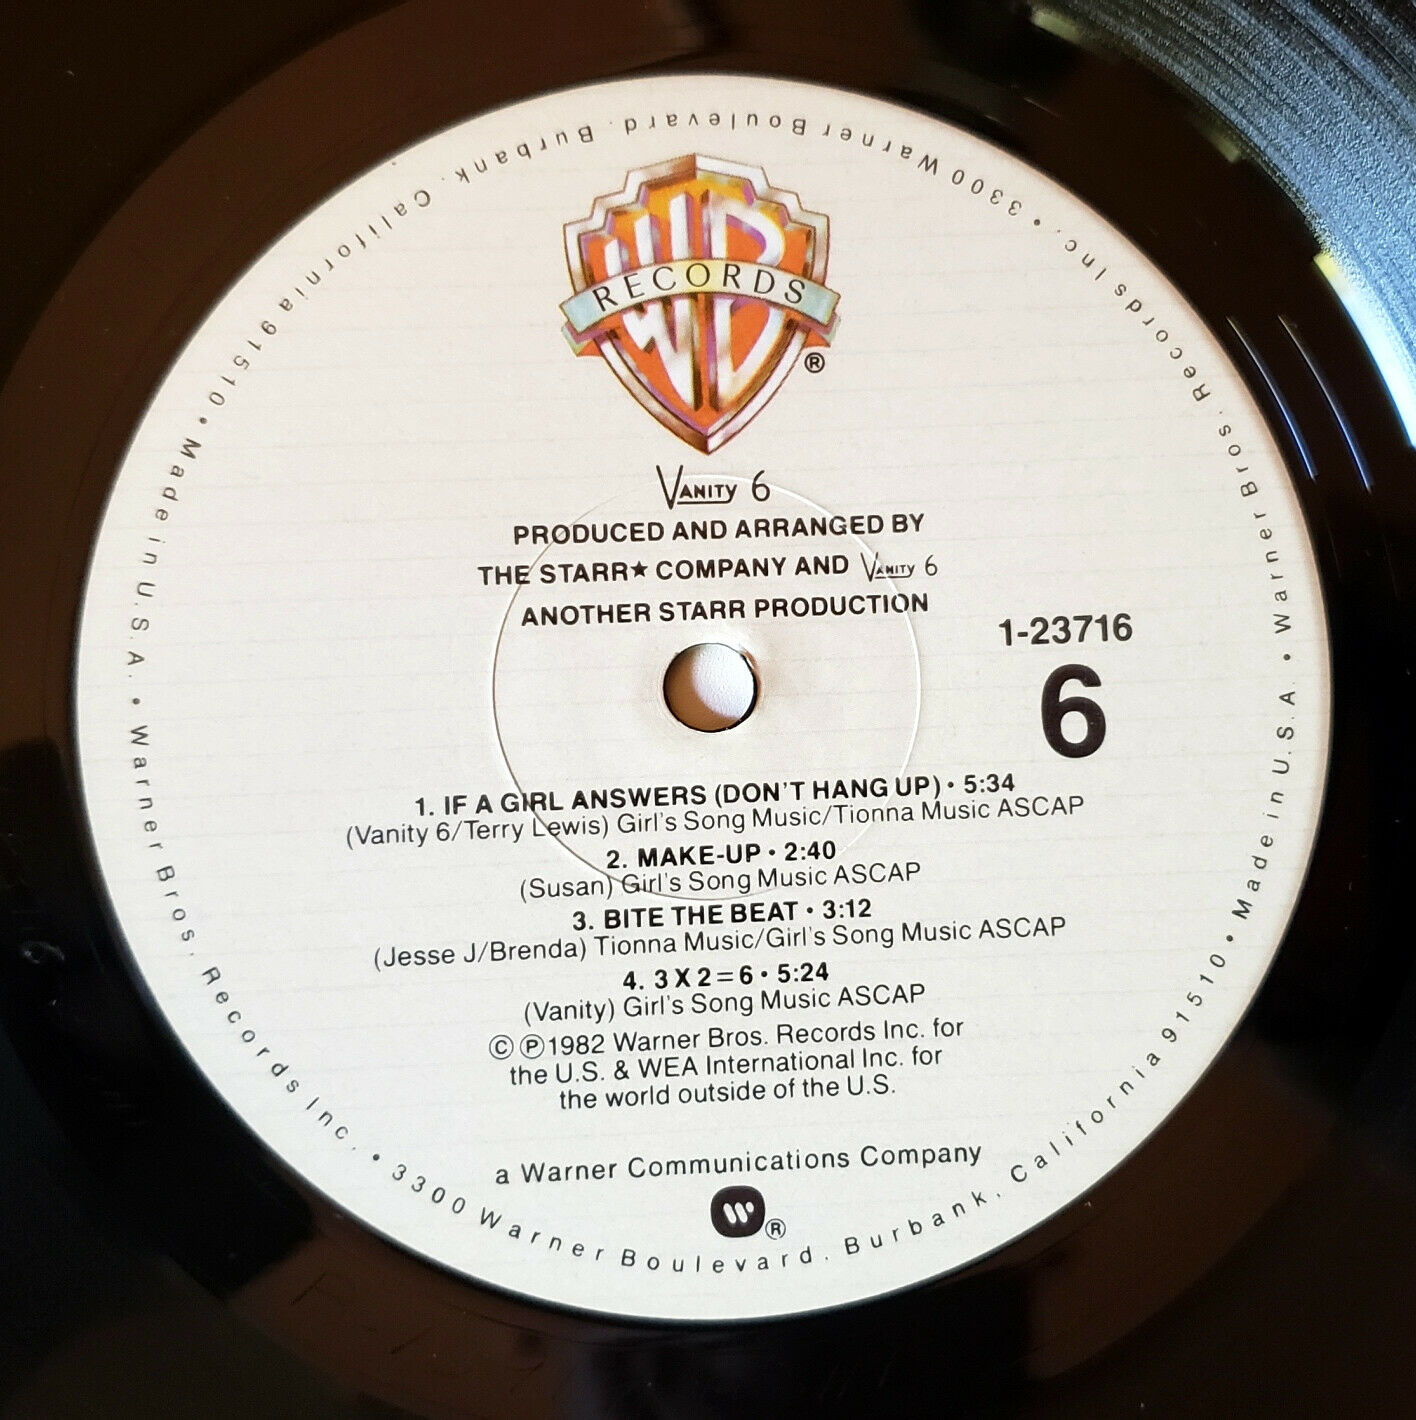 WB
RECORDS
®
VANITY 6
PRODUCED AND ARRANGED BY
THE STARR★ COMPANY AND VANITY 6
ANOTHER STARR PRODUCTION
1-23716
6
1. IF A GIRL ANSWERS (DON'T HANG UP) • 5:34
(Vanity 6/Terry Lewis) Girl's Song Music/Tionna Music ASCAP
2. MAKE-UP • 2:40
(Susan) Girl's Song Music ASCAP
3. BITE THE BEAT • 3:12
(Jesse J/Brenda) Tionna Music/Girl's Song Music ASCAP
4. 3 X 2 = 6 • 5:24
(Vanity) Girl's Song Music ASCAP
©℗1982 Warner Bros. Records Inc. for
the U.S. & WEA International Inc. for
the world outside of the U.S.
a Warner Communications Company
W®
Warner Bros. Records Inc. • 3300 Warner Boulevard. Burbank. California 91510 • Made in U.S.A. • Warner Bros. Records Inc. • 3300 Warner Boulevard. Burbank. California 91510 • Made in U.S.A. •